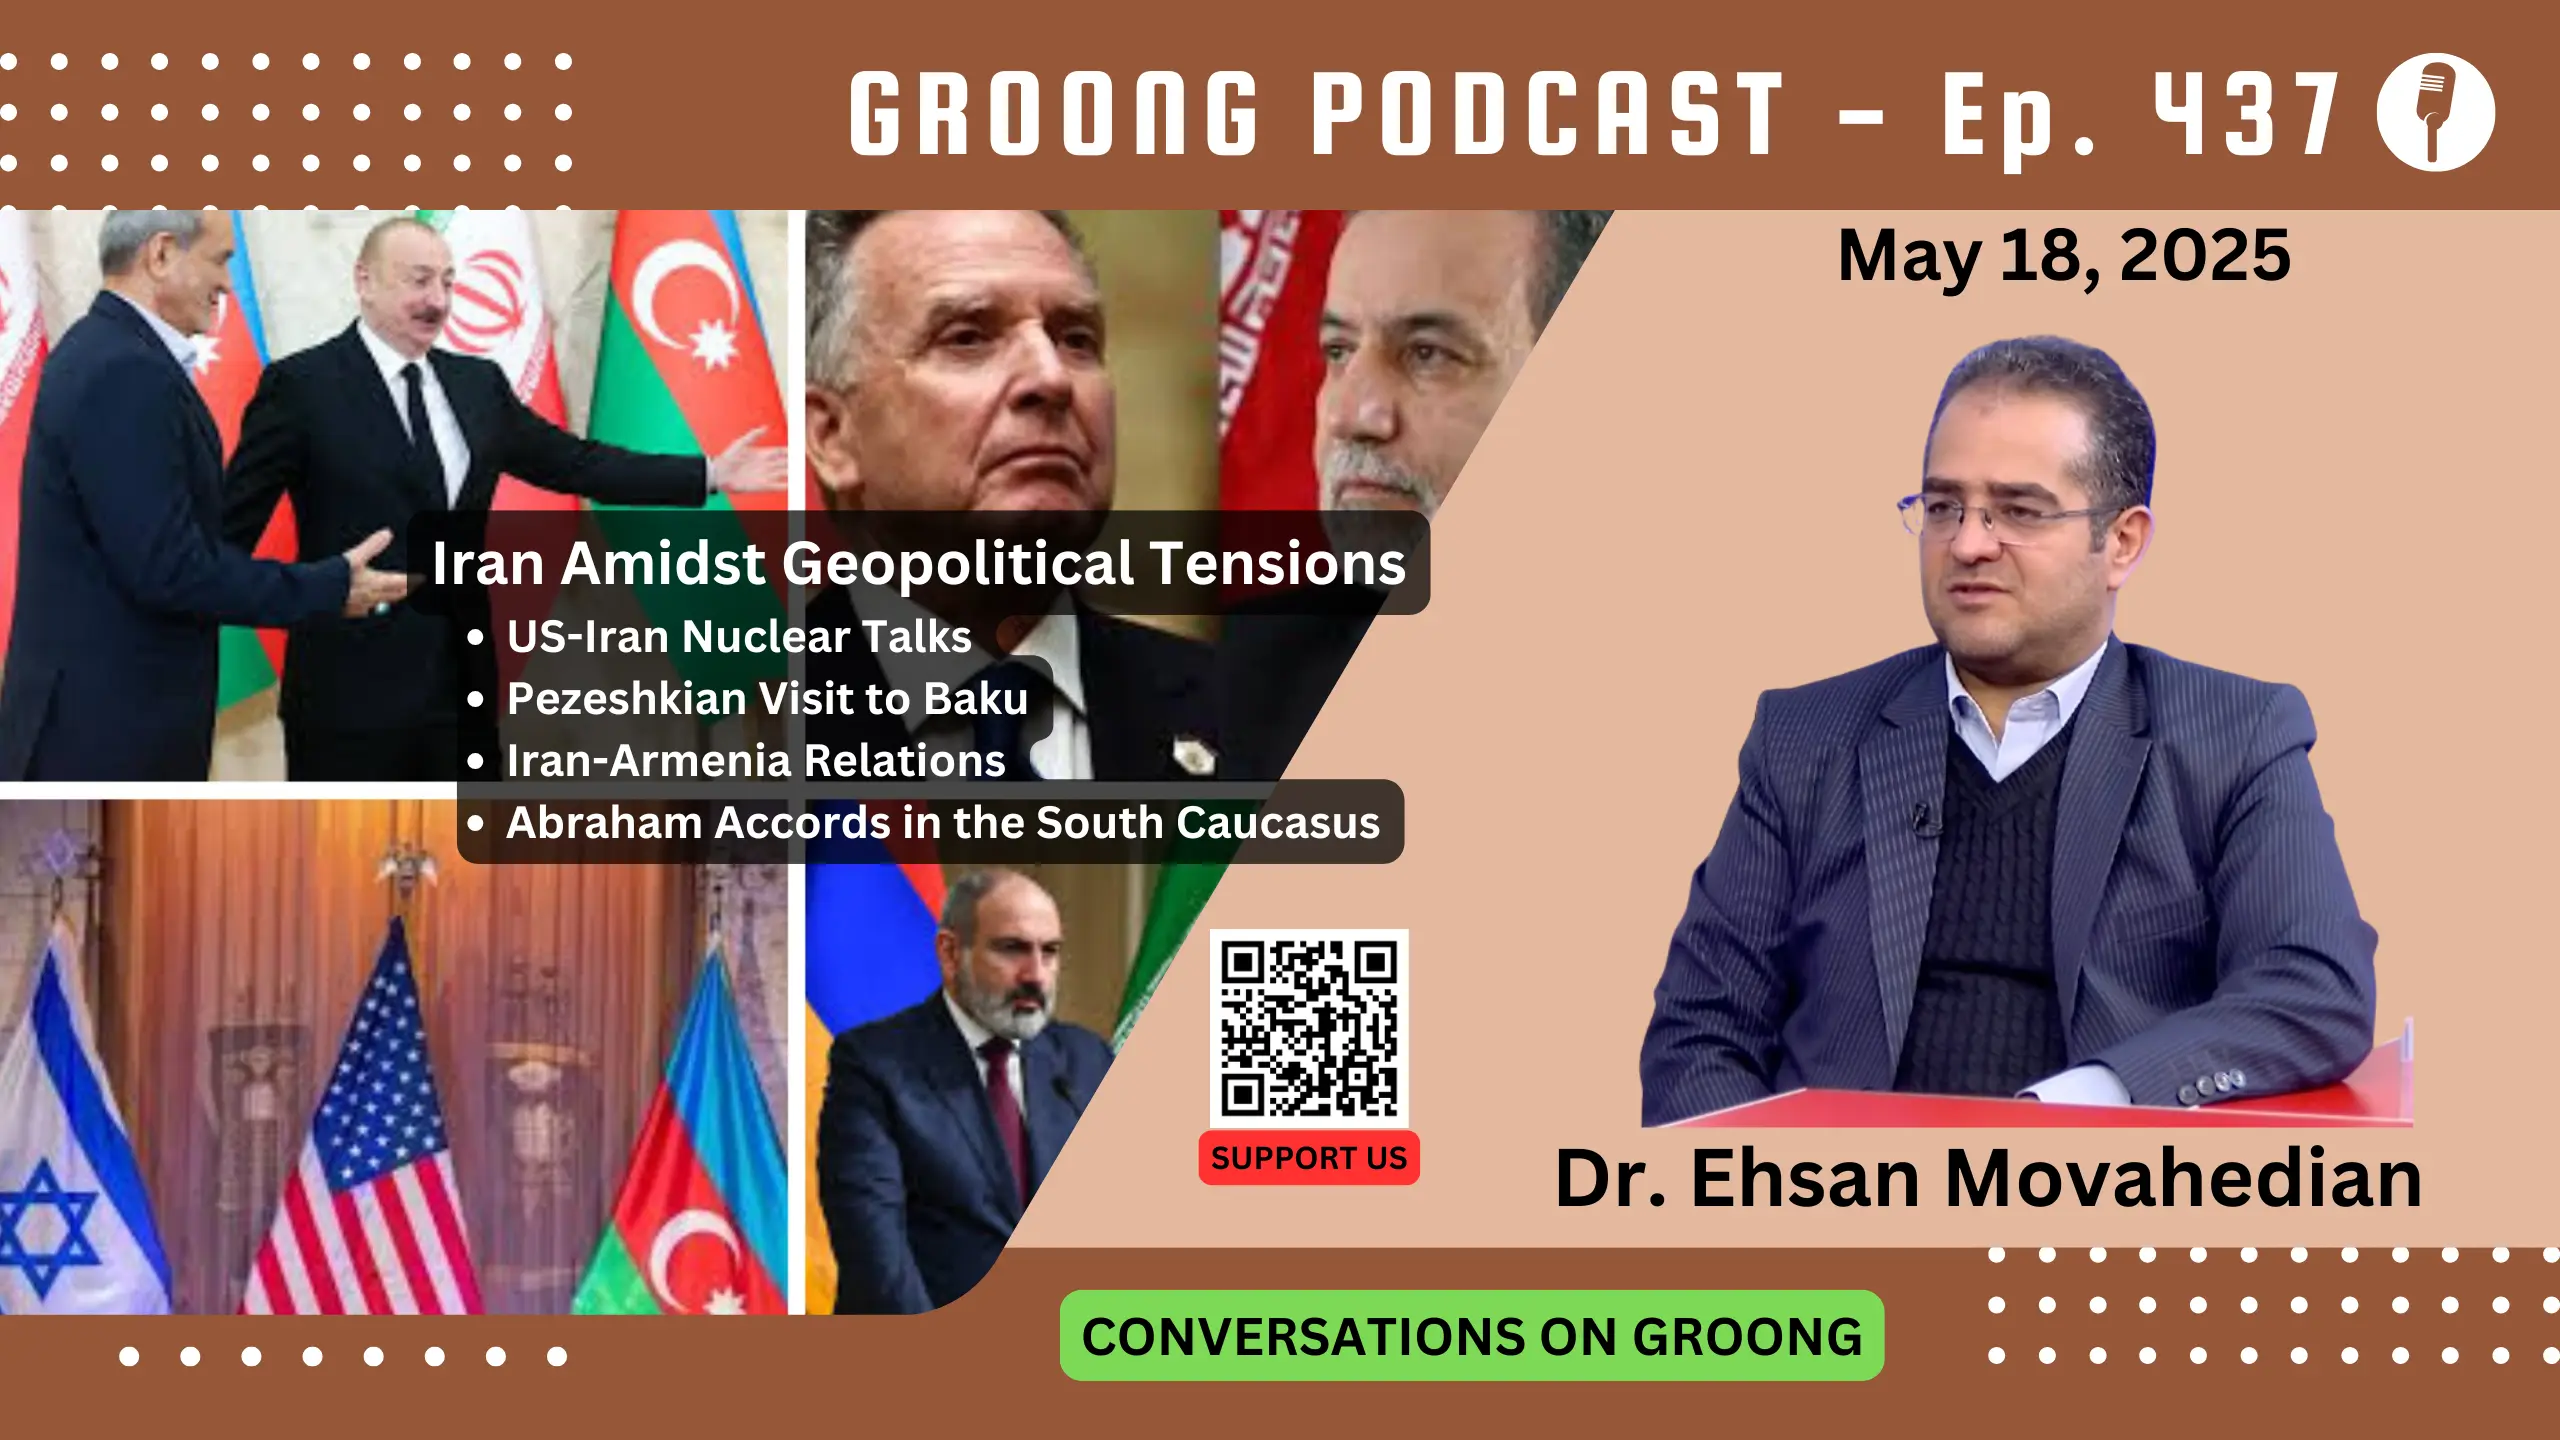 GROONG PODCAST - Ep. 437
May 18, 2025
Iran Amidst Geopolitical Tensions
• US-Iran Nuclear Talks
• Pezeshkian Visit to Baku
• Iran-Armenia Relations
• Abraham Accords in the South Caucasus
SUPPORT US
Dr. Ehsan Movahedian
CONVERSATIONS ON GROONG